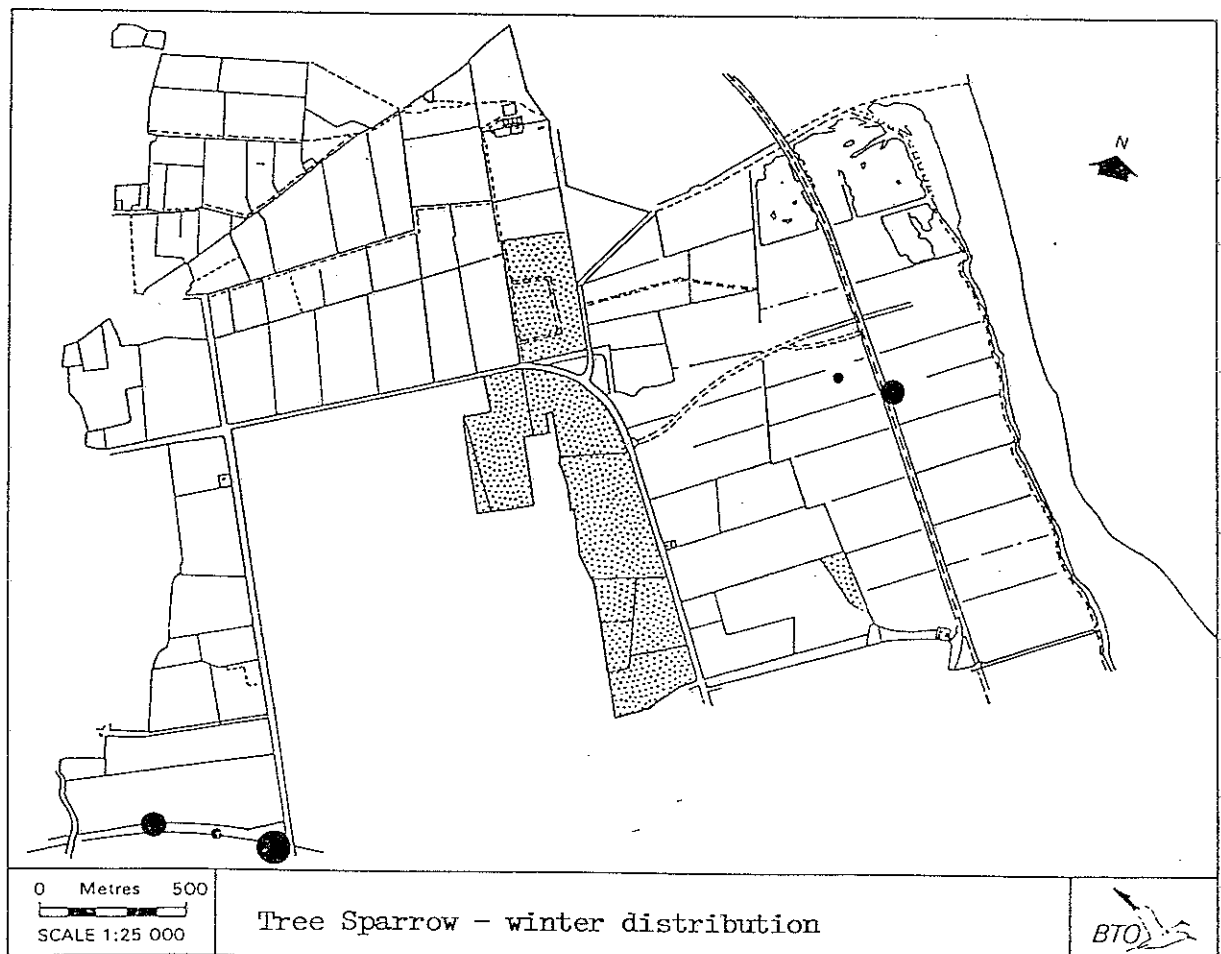 N
0 Metres 500
SCALE 1:25 000
Tree Sparrow – winter distribution
BTO